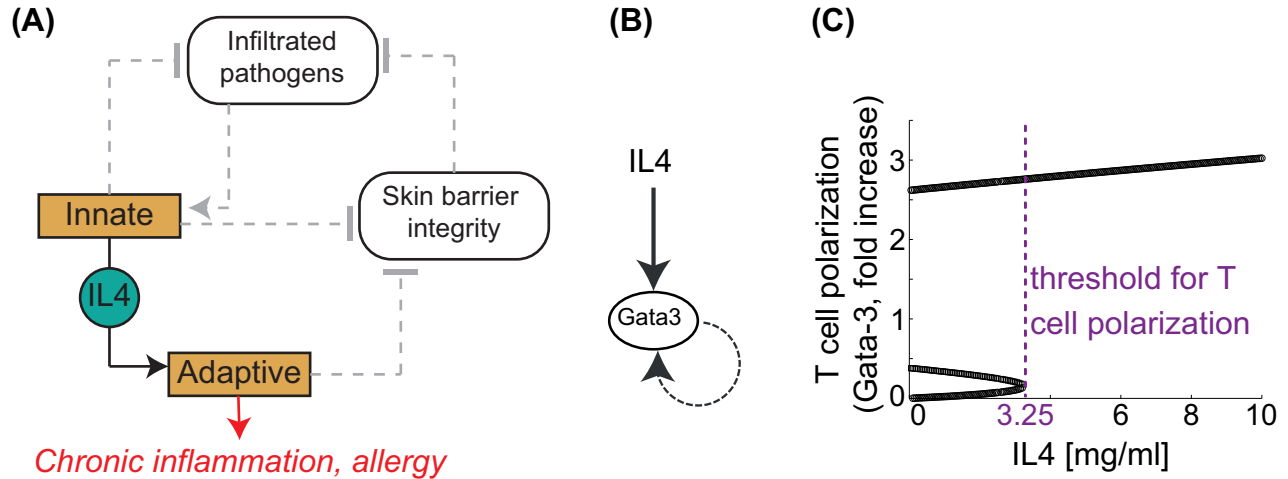 (A)
Infiltrated
pathogens
Innate
Skin barrier
integrity
IL4
Adaptive
Chronic inflammation, allergy
(B)
IL4
Gata3
(C)
T cell polarization
(Gata-3, fold increase)
3
2
1
0
threshold for T
cell polarization
0
3.25
6
8
10
IL4 [mg/ml]